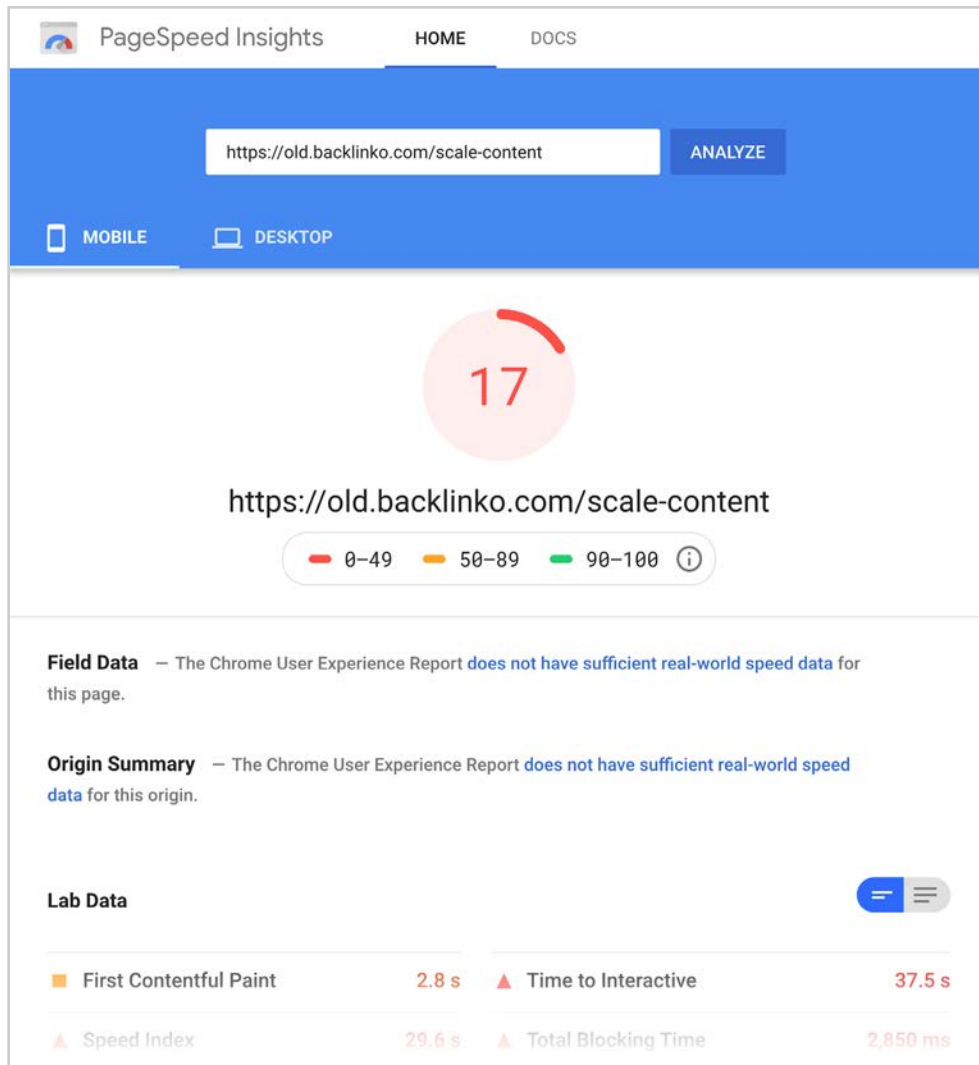 PageSpeed Insights HOME DOCS
https://old.backlinko.com/scale-content ANALYZE
MOBILE DESKTOP
17
https://old.backlinko.com/scale-content
0–49 50–89 90–100
Field Data — The Chrome User Experience Report does not have sufficient real-world speed data for
this page.
Origin Summary — The Chrome User Experience Report does not have sufficient real-world speed
data for this origin.
Lab Data
First Contentful Paint 2.8 s Time to Interactive 37.5 s
Speed Index 29.6 s Total Blocking Time 2,850 ms